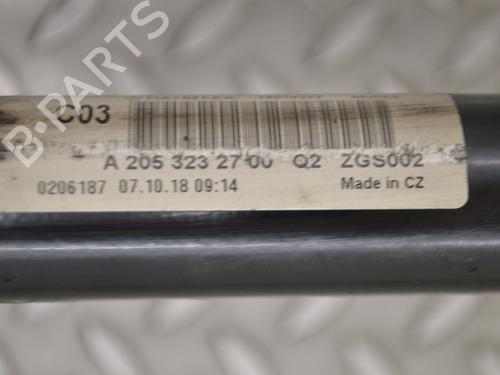 C03
A 205 323 27 00 Q2 ZGS002
0206187 07.10.18 09:14 Made in CZ
B-PARTS